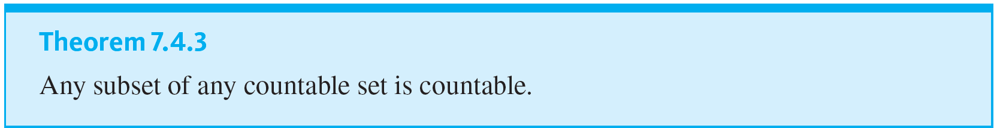 Theorem 7.4.3
Any subset of any countable set is countable.